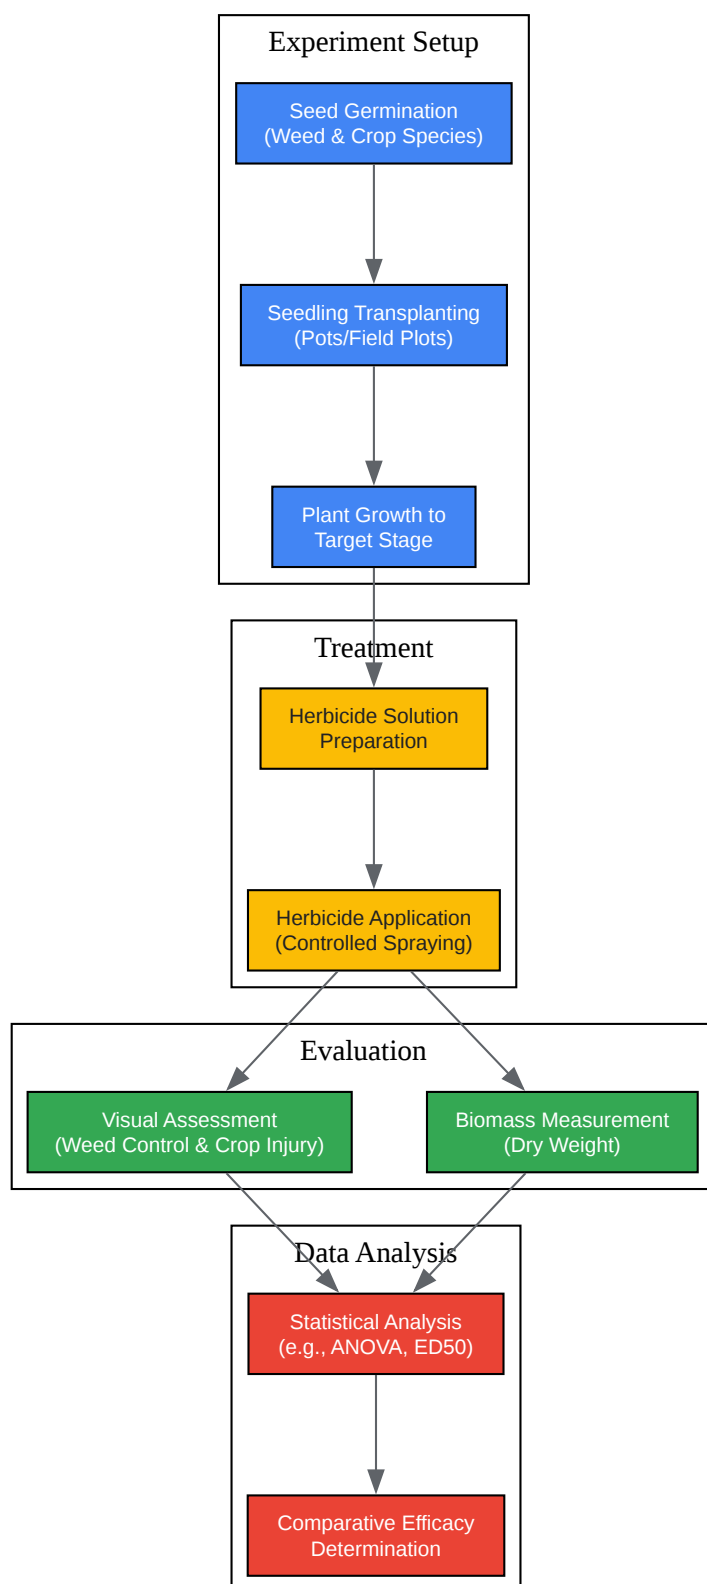 Experiment Setup
Seed Germination
(Weed & Crop Species)
Seedling Transplanting
(Pots/Field Plots)
Plant Growth to
Target Stage
Treatment
Herbicide Solution
Preparation
Herbicide Application
(Controlled Spraying)
Evaluation
Visual Assessment
(Weed Control & Crop Injury)
Biomass Measurement
(Dry Weight)
Data Analysis
Statistical Analysis
(e.g., ANOVA, ED50)
Comparative Efficacy
Determination